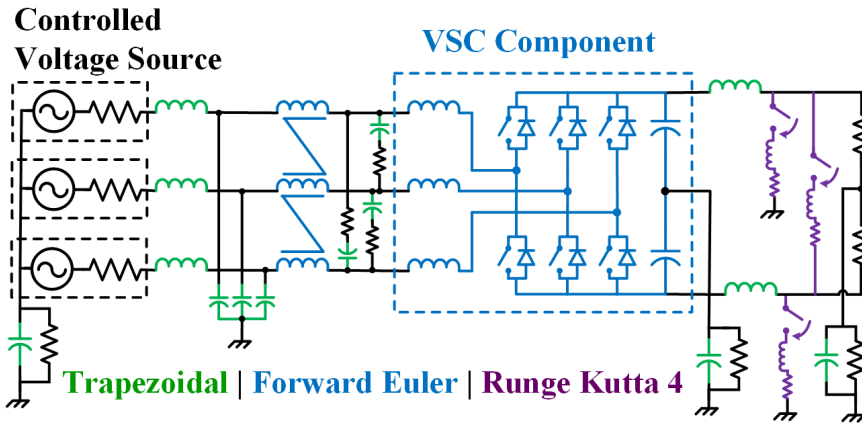 Controlled
Voltage Source
VSC Component
Trapezoidal | Forward Euler | Runge Kutta 4